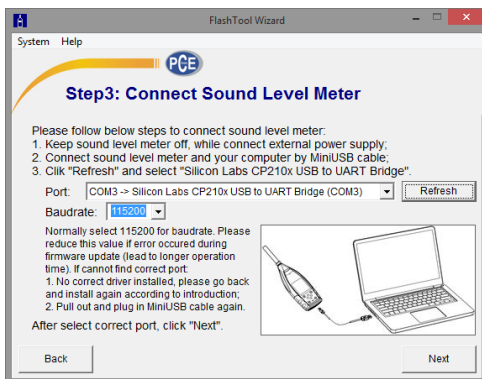 FlashTool Wizard
System Help
PCE
Step3: Connect Sound Level Meter
Please follow below steps to connect sound level meter:
1. Keep sound level meter off, while connect external power supply;
2. Connect sound level meter and your computer by MiniUSB cable;
3. Clik "Refresh" and select "Silicon Labs CP210x USB to UART Bridge".
Port: COM3 -> Silicon Labs CP210x USB to UART Bridge (COM3) Refresh
Baudrate: 115200
Normally select 115200 for baudrate. Please
reduce this value if error occured during
firmware update (lead to longer operation
time). If cannot find correct port:
1. No correct driver installed, please go back
and install again according to introduction;
2. Pull out and plug in MiniUSB cable again.
After select correct port, click "Next".
Back Next